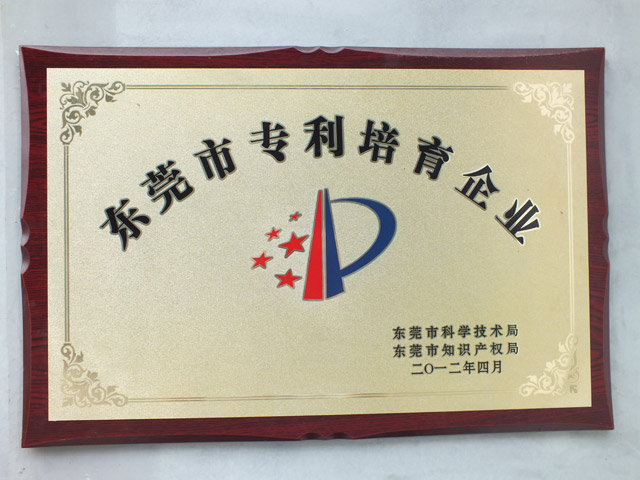 东莞市专利培育企业
东莞市科学技术局
东莞市知识产权局
二〇一二年四月